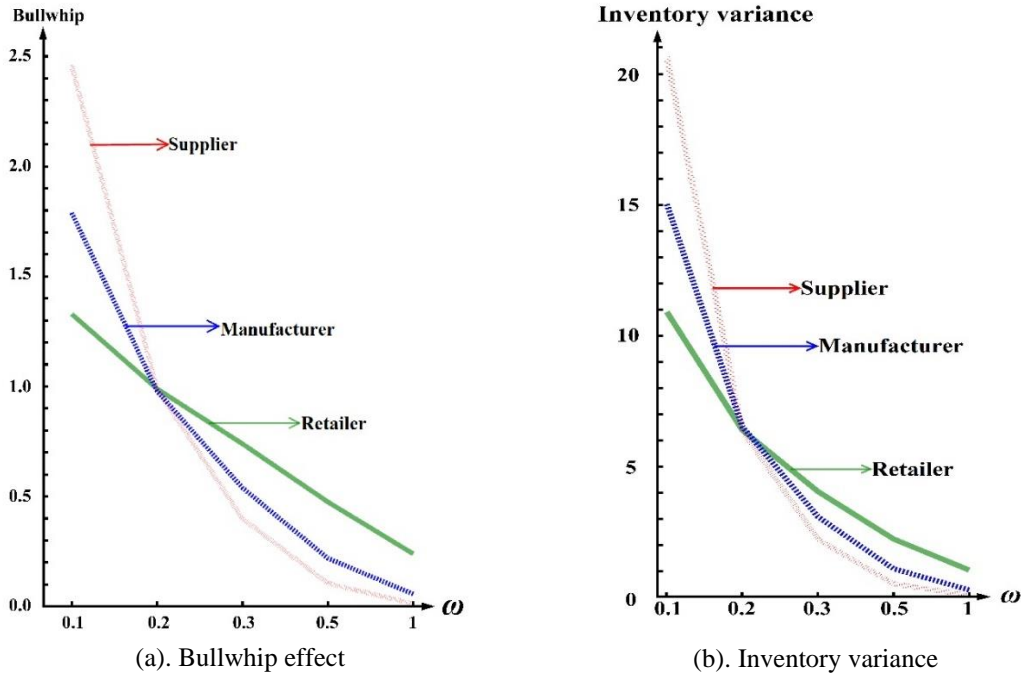 Bullwhip
2.5
2.0
1.5
1.0
0.5
0.0
Supplier
Manufacturer
Retailer
0.1 0.2 0.3 0.5 1 ω
(a). Bullwhip effect
Inventory variance
20
15
10
5
0
Supplier
Manufacturer
Retailer
0.1 0.2 0.3 0.5 1 ω
(b). Inventory variance